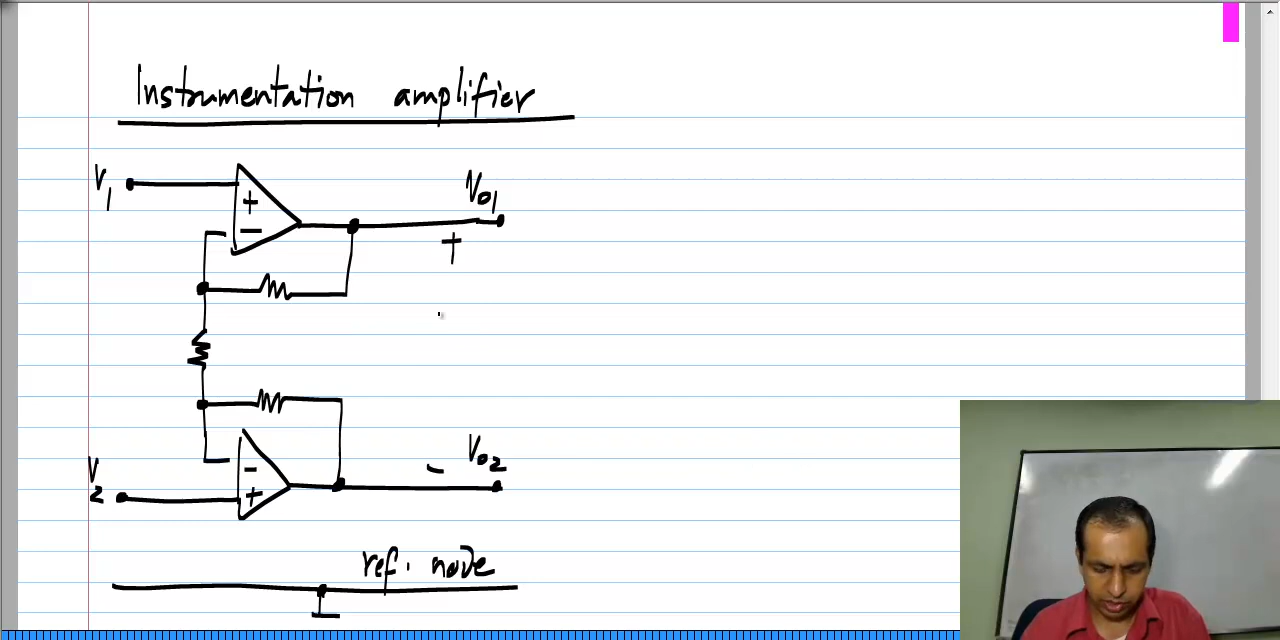 Instrumentation amplifier
V1
+
-
Vo1
+
-
+
- Vo2
V2
ref. node